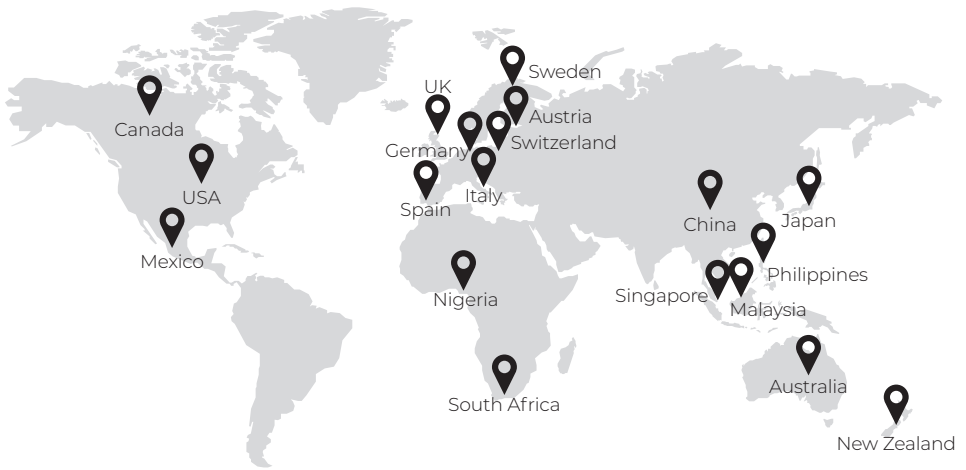 Sweden
UK
Austria
Canada
Switzerland
Germany
USA
Italy
Spain
China
Japan
Mexico
Philippines
Nigeria
Singapore
Malaysia
Australia
South Africa
New Zealand